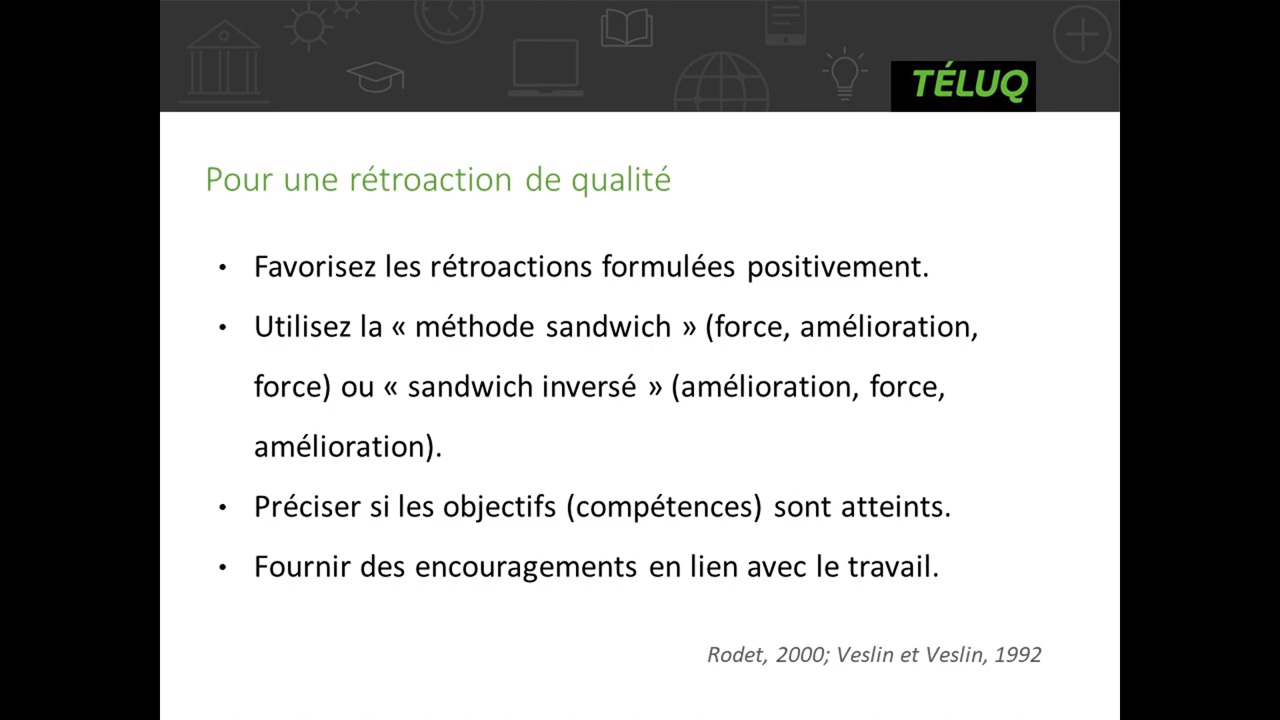 TÉLUQ
Pour une rétroaction de qualité
• Favorisez les rétroactions formulées positivement.
• Utilisez la « méthode sandwich » (force, amélioration,
force) ou « sandwich inversé » (amélioration, force,
amélioration).
• Préciser si les objectifs (compétences) sont atteints.
• Fournir des encouragements en lien avec le travail.
Rodet, 2000; Veslin et Veslin, 1992